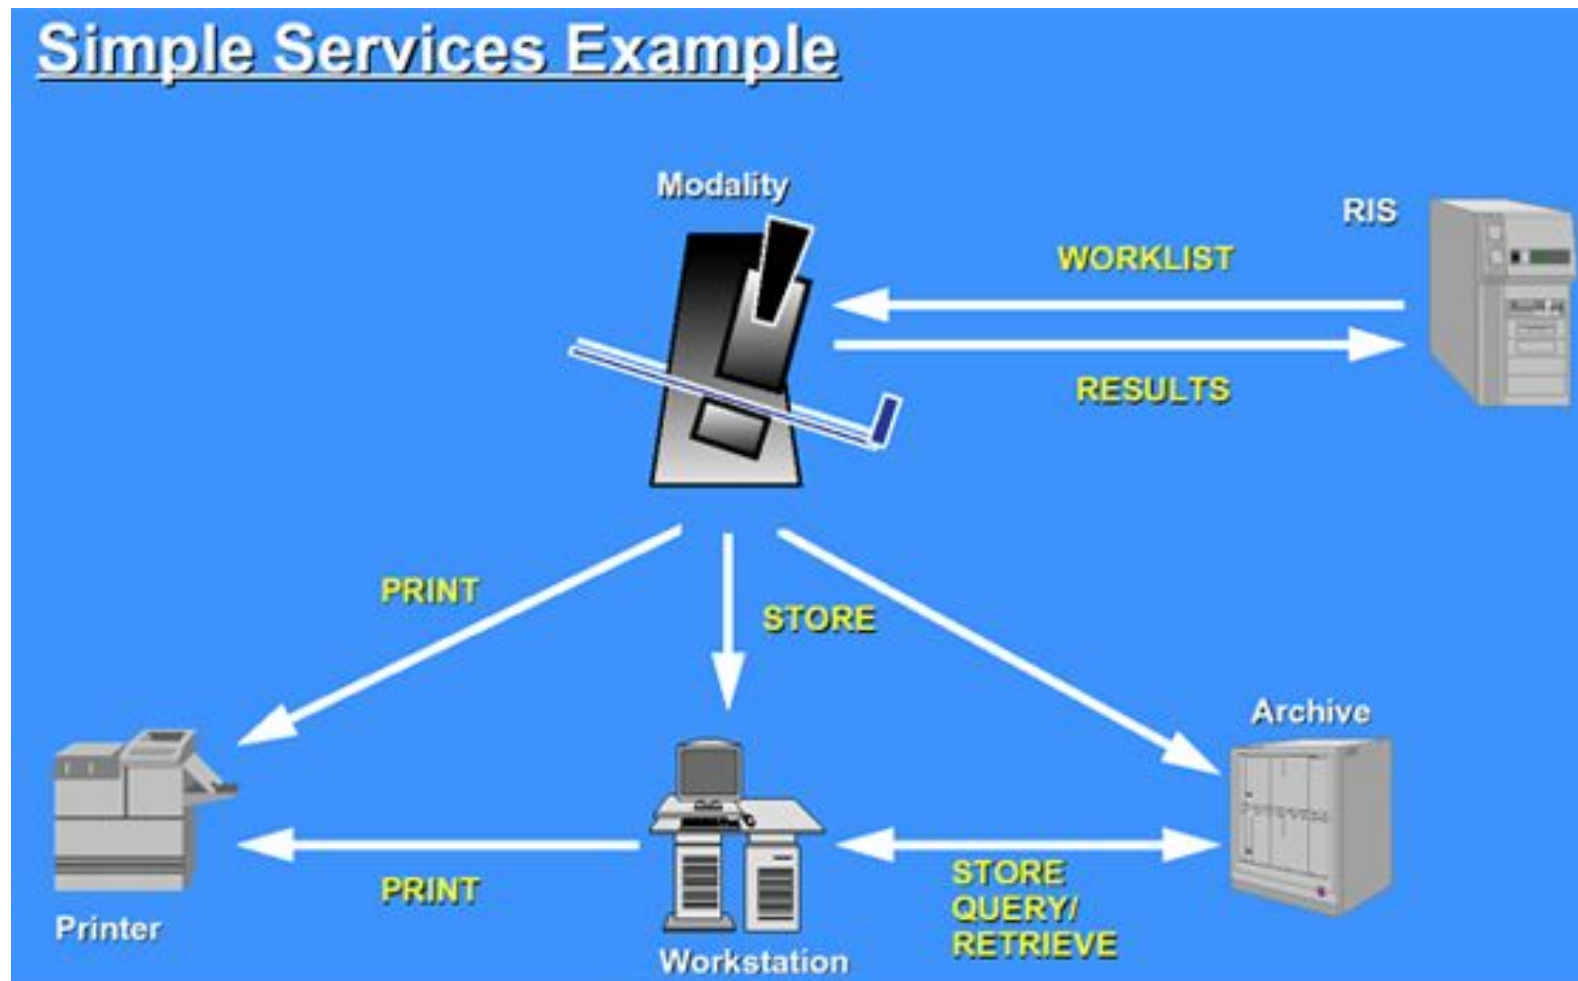 Simple Services Example
Modality
RIS
WORKLIST
RESULTS
PRINT
STORE
Archive
PRINT
STORE
QUERY/
RETRIEVE
Printer
Workstation